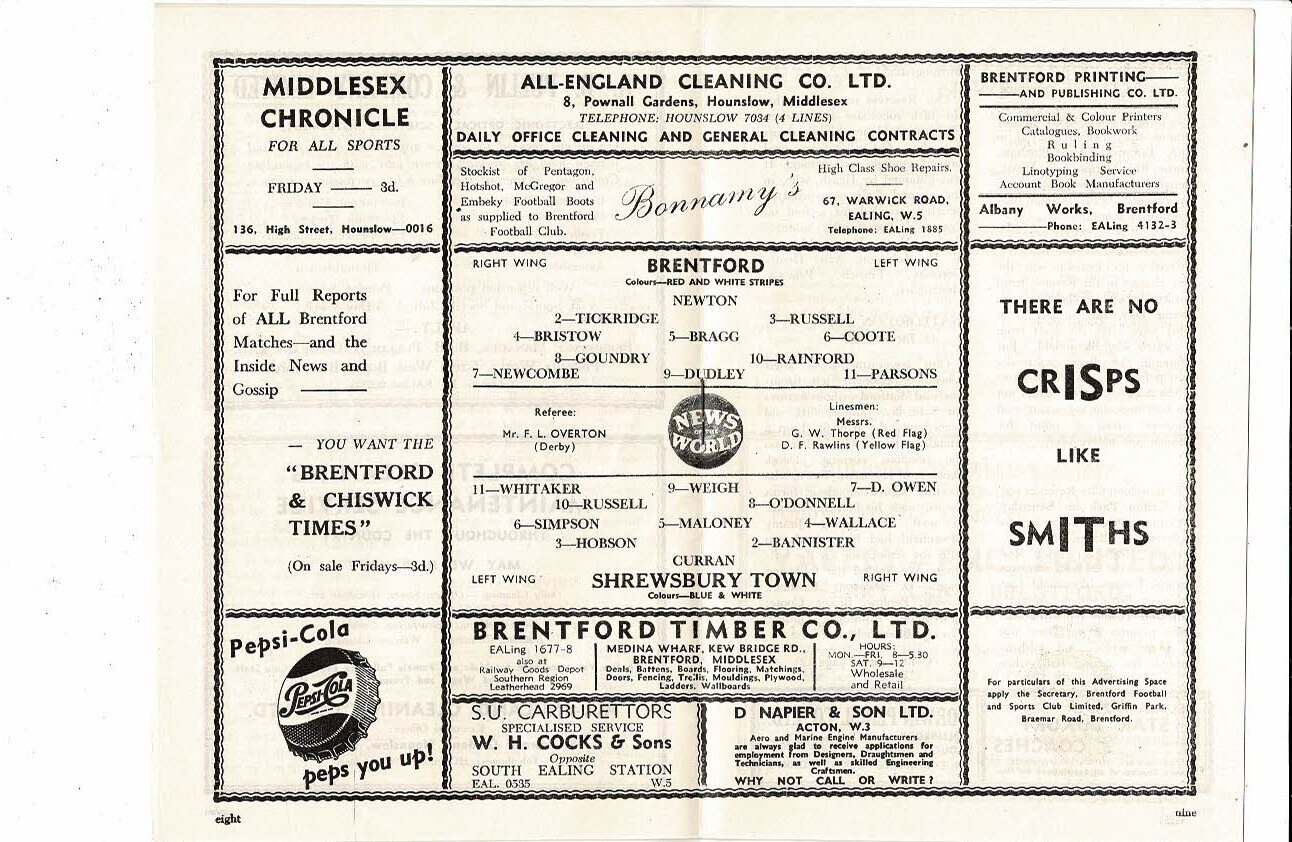 MIDDLESEX
CHRONICLE
FOR ALL SPORTS
FRIDAY —— 3d.
136, High Street, Hounslow—0016
For Full Reports
of ALL Brentford
Matches—and the
Inside News and
Gossip ——
— YOU WANT THE
"BRENTFORD
& CHISWICK
TIMES"
(On sale Fridays—3d.)
Pepsi-Cola
PEPSI-COLA
peps you up!
ALL-ENGLAND CLEANING CO. LTD.
8, Pownall Gardens, Hounslow, Middlesex
TELEPHONE: HOUNSLOW 7034 (4 LINES)
DAILY OFFICE CLEANING AND GENERAL CLEANING CONTRACTS
Stockist of Pentagon,
Hotshot, McGregor and
Embeky Football Boots
as supplied to Brentford
Football Club.
Bonnamy's
High Class Shoe Repairs.
67, WARWICK ROAD,
EALING, W.5
Telephone: EALing 1885
RIGHT WING BRENTFORD LEFT WING
Colours—RED AND WHITE STRIPES
NEWTON
2—TICKRIDGE 3—RUSSELL
4—BRISTOW 5—BRAGG 6—COOTE
8—GOUNDRY 10—RAINFORD
7—NEWCOMBE 9—DUDLEY 11—PARSONS
Referee:
Mr. F. L. OVERTON
(Derby)
NEWS
OF THE
WORLD
Linesmen:
Messrs.
G. W. Thorpe (Red Flag)
D. F. Rawlins (Yellow Flag)
11—WHITAKER 9—WEIGH 7—D. OWEN
10—RUSSELL 8—O'DONNELL
6—SIMPSON 5—MALONEY 4—WALLACE
3—HOBSON 2—BANNISTER
CURRAN
LEFT WING SHREWSBURY TOWN RIGHT WING
Colours—BLUE & WHITE
BRENTFORD TIMBER CO., LTD.
EALing 1677-8
also at
Railway Goods Depot
Southern Region
Leatherhead 2969
MEDINA WHARF, KEW BRIDGE RD.,
BRENTFORD, MIDDLESEX
Deals, Battens, Boards, Flooring, Matchings,
Doors, Fencing, Trellis, Mouldings, Plywood,
Ladders, Wallboards
HOURS:
MON.—FRI. 8—5.30
SAT. 9—12
Wholesale
and Retail
S.U. CARBURETTORS
SPECIALISED SERVICE
W. H. COCKS & Sons
Opposite
SOUTH EALING STATION
EAL. 0535 W.5
D NAPIER & SON LTD.
ACTON, W.3
Aero and Marine Engine Manufacturers
are always glad to receive applications for
employment from Designers, Draughtsmen and
Technicians, as well as skilled Engineering
Craftsmen.
WHY NOT CALL OR WRITE?
BRENTFORD PRINTING——
——AND PUBLISHING CO. LTD.
Commercial & Colour Printers
Catalogues, Bookwork
Ruling
Bookbinding
Linotyping Service
Account Book Manufacturers
Albany Works, Brentford
——Phone: EALing 4132-3
THERE ARE NO
CRISPS
LIKE
SMITHS
For particulars of this Advertising Space
apply the Secretary, Brentford Football
and Sports Club Limited, Griffin Park,
Braemar Road, Brentford.
eight
nine